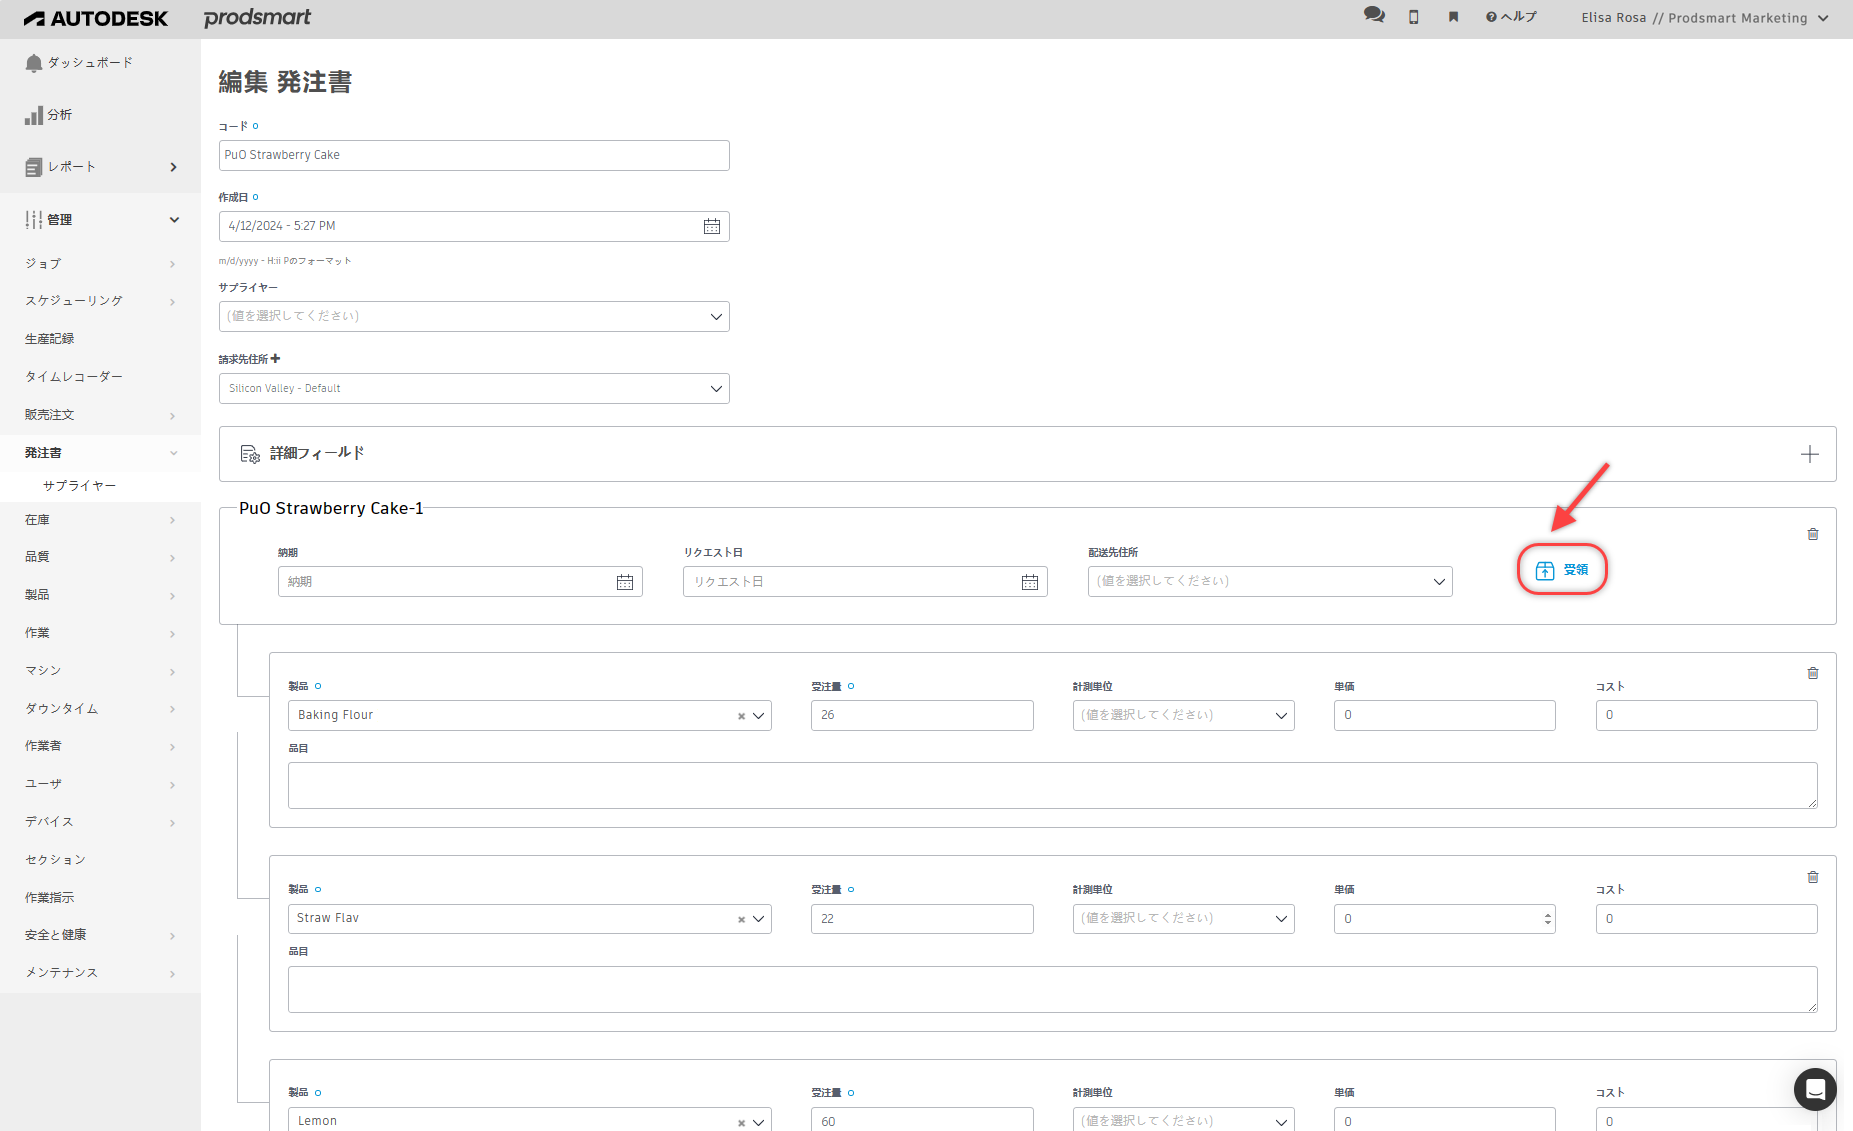 AUTODESK prodsmart ヘルプ Elisa Rosa // Prodsmart Marketing
ダッシュボード
分析
レポート
管理
ジョブ
スケジューリング
生産記録
タイムレコーダー
販売注文
発注書
サプライヤー
在庫
品質
製品
作業
マシン
ダウンタイム
作業者
ユーザ
デバイス
セクション
作業指示
安全と健康
メンテナンス
編集 発注書
コード
PuO Strawberry Cake
作成日
4/12/2024 - 5:27 PM
m/d/yyyy - H:ii Pのフォーマット
サプライヤー
(値を選択してください)
請求先住所
Silicon Valley - Default
詳細フィールド
PuO Strawberry Cake-1
納期 リクエスト日 配送先住所
納期 リクエスト日 (値を選択してください) 受領
製品 受注量 計測単位 単価 コスト
Baking Flour 26 (値を選択してください) 0 0
品目
製品 受注量 計測単位 単価 コスト
Straw Flav 22 (値を選択してください) 0 0
品目
製品 受注量 計測単位 単価 コスト
Lemon 60 (値を選択してください) 0 0